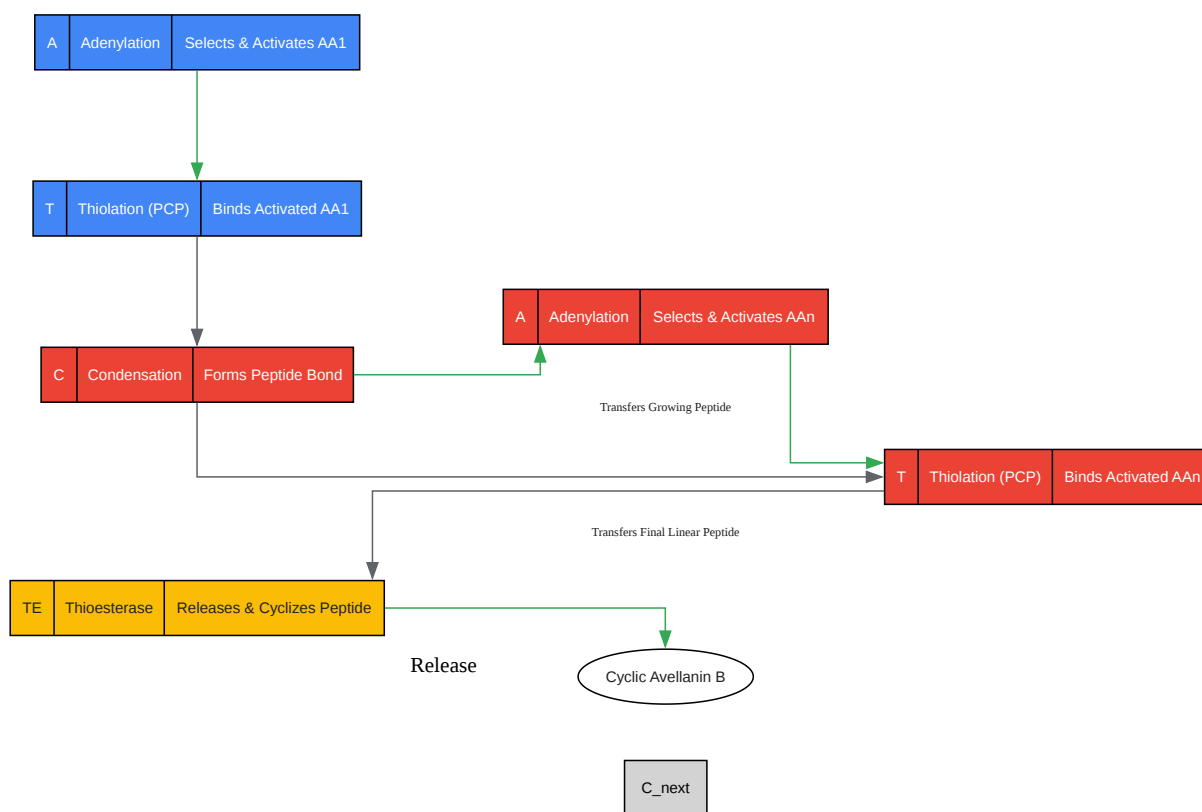 A Adenylation Selects & Activates AA1
T Thiolation (PCP) Binds Activated AA1
A Adenylation Selects & Activates AAn
C Condensation Forms Peptide Bond
Transfers Growing Peptide
T Thiolation (PCP) Binds Activated AAn
Transfers Final Linear Peptide
TE Thioesterase Releases & Cyclizes Peptide
Release
Cyclic Avellanin B
C_next